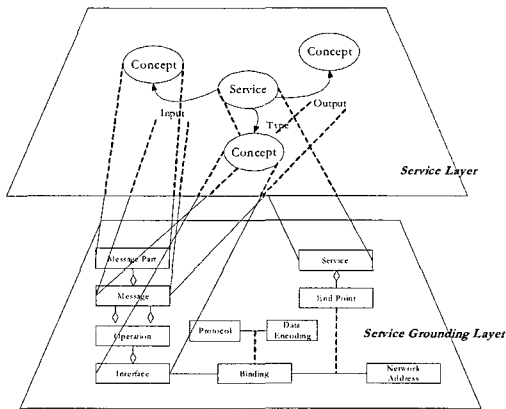 Concept
Concept
Service
Input
Output
Type
Concept
Service Layer
Message Part
Service
Message
End Point
Protocol
Data
Encoding
Service Grounding Layer
Operation
Interface
Binding
Network
Address